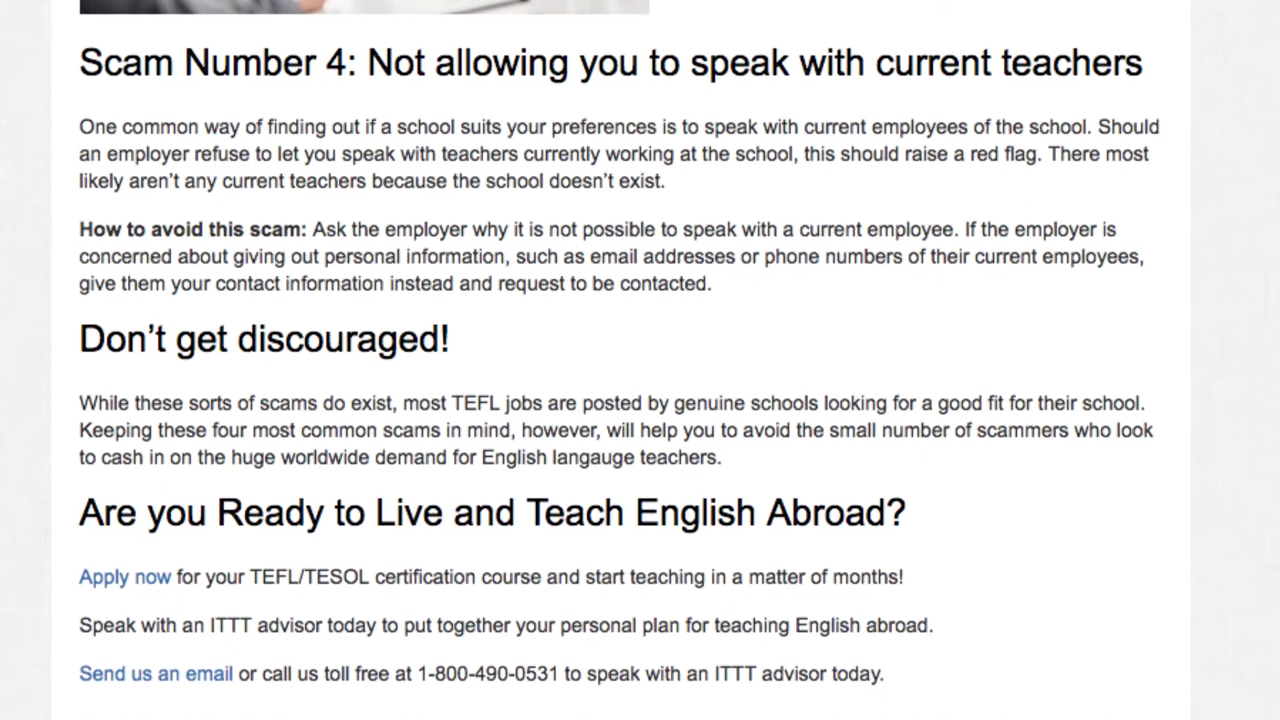 Scam Number 4: Not allowing you to speak with current teachers
One common way of finding out if a school suits your preferences is to speak with current employees of the school. Should
an employer refuse to let you speak with teachers currently working at the school, this should raise a red flag. There most
likely aren’t any current teachers because the school doesn’t exist.
How to avoid this scam: Ask the employer why it is not possible to speak with a current employee. If the employer is
concerned about giving out personal information, such as email addresses or phone numbers of their current employees,
give them your contact information instead and request to be contacted.
Don’t get discouraged!
While these sorts of scams do exist, most TEFL jobs are posted by genuine schools looking for a good fit for their school.
Keeping these four most common scams in mind, however, will help you to avoid the small number of scammers who look
to cash in on the huge worldwide demand for English langauge teachers.
Are you Ready to Live and Teach English Abroad?
Apply now for your TEFL/TESOL certification course and start teaching in a matter of months!
Speak with an ITTT advisor today to put together your personal plan for teaching English abroad.
Send us an email or call us toll free at 1-800-490-0531 to speak with an ITTT advisor today.